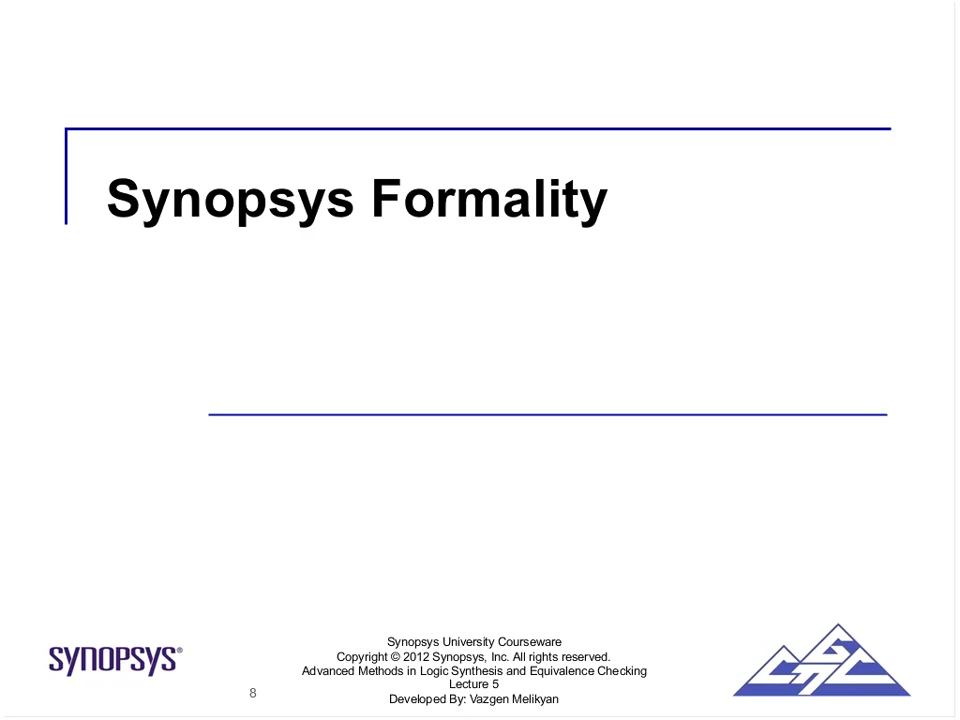 Synopsys Formality
SYNOPSYS®
Synopsys University Courseware
Copyright © 2012 Synopsys, Inc. All rights reserved.
Advanced Methods in Logic Synthesis and Equivalence Checking
Lecture 5
Developed By: Vazgen Melikyan
8